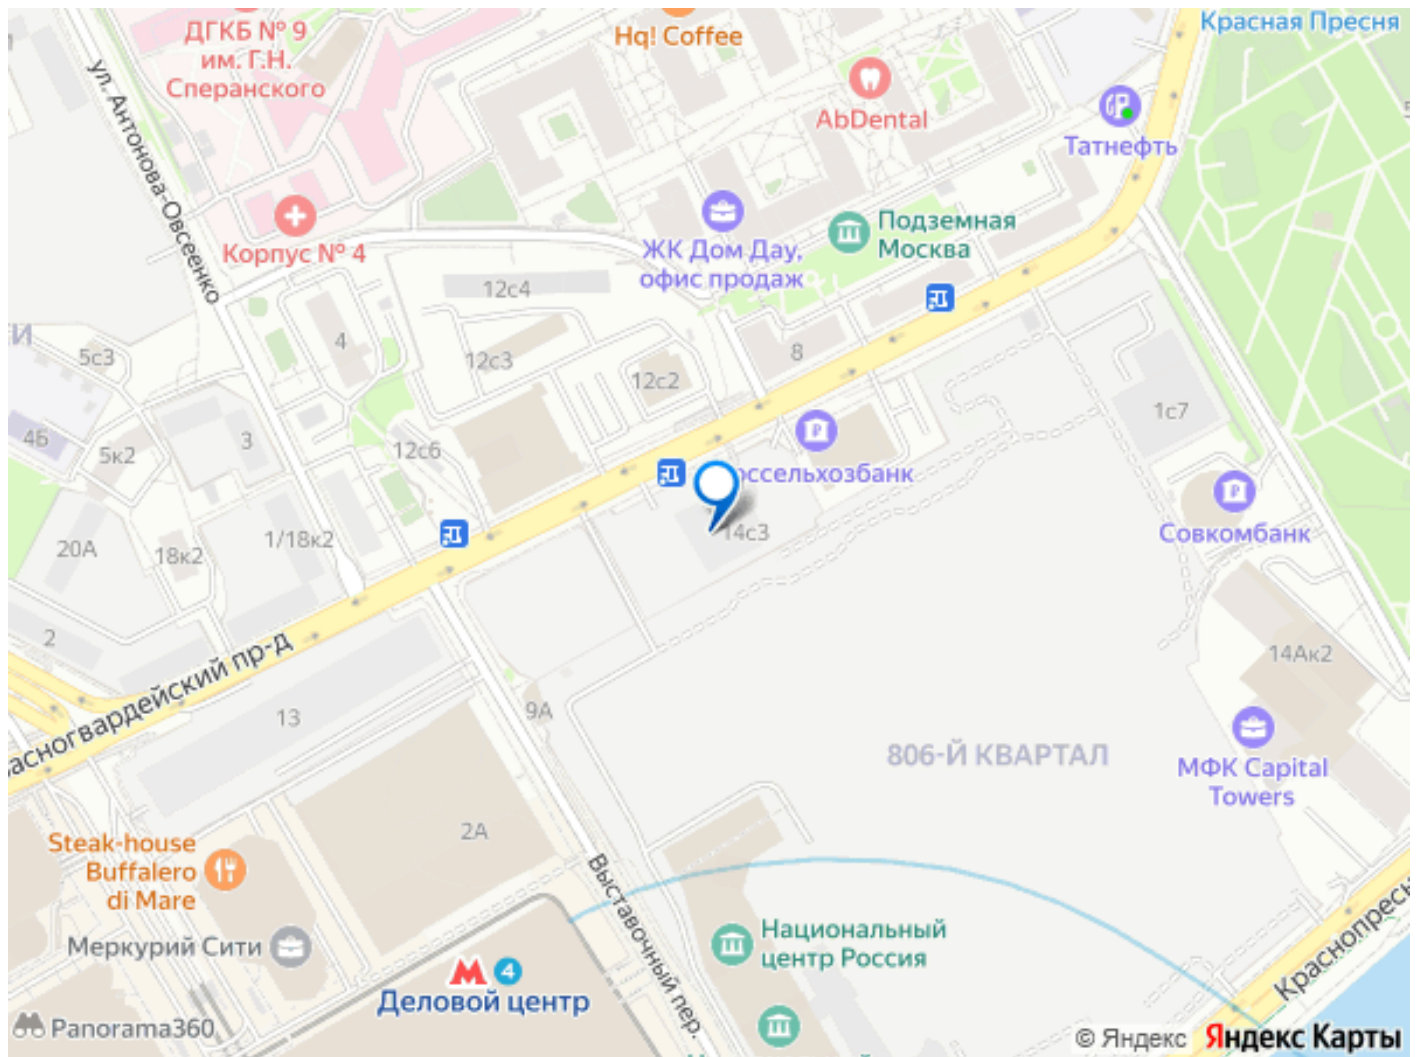 ДГКБ № 9
им. Г.Н.
Сперанского
Hq! Coffee
Красная Пресня
AbDental
Татнефть
ул. Антонова-Овсеенко
Корпус № 4
ЖК Дом Дау,
офис продаж
Подземная
Москва
12с4
4
12с3
12с2
8
5с3
4Б
5к2
3
12с6
1с7
оссельхозбанк
Совкомбанк
20А
18к2
1/18к2
14с3
2
асногвардейский пр-д
13
9А
14Ак2
806-Й КВАРТАЛ
МФК Capital
Towers
2А
Steak-house
Buffalero
di Mare
Выставочный пер.
Меркурий Сити
4
Деловой центр
Национальный
центр Россия
Краснопресн
Panorama360
© Яндекс Яндекс Карты